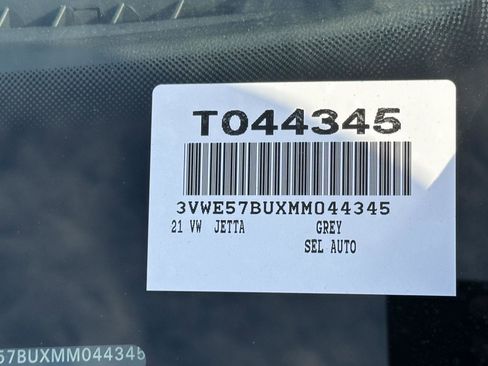 T044345
3VWE57BUXMM044345
21 VW JETTA GREY
SEL AUTO
57BUXMM044345